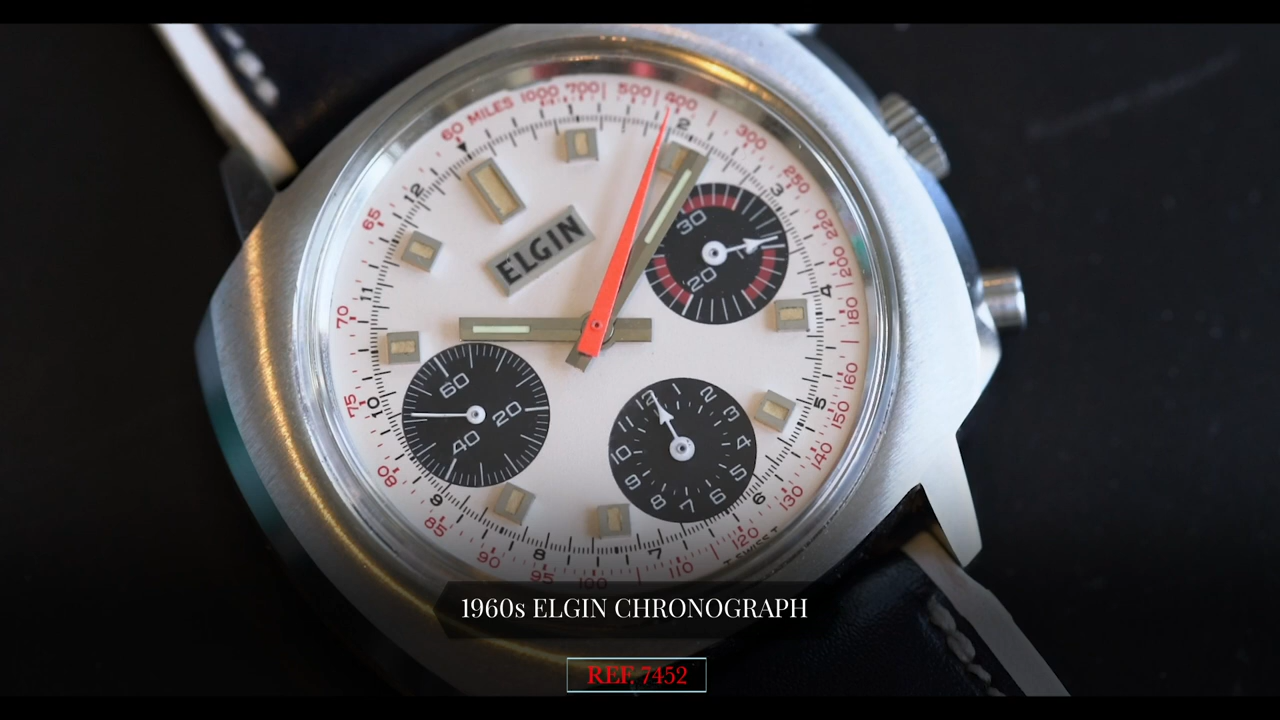 60 MILES 1000 700 500 400 300 250 220 200 180 160 150 140 130 120 110 100 95 90 85 80 75 70 65
12 2 3 4 5 6 7 8 9 10 11
ELGIN
30 20
60 20 40
12 1 2 3 4 5 6 7 8 9 10
T SWISS T
1960s ELGIN CHRONOGRAPH
REF. 7452